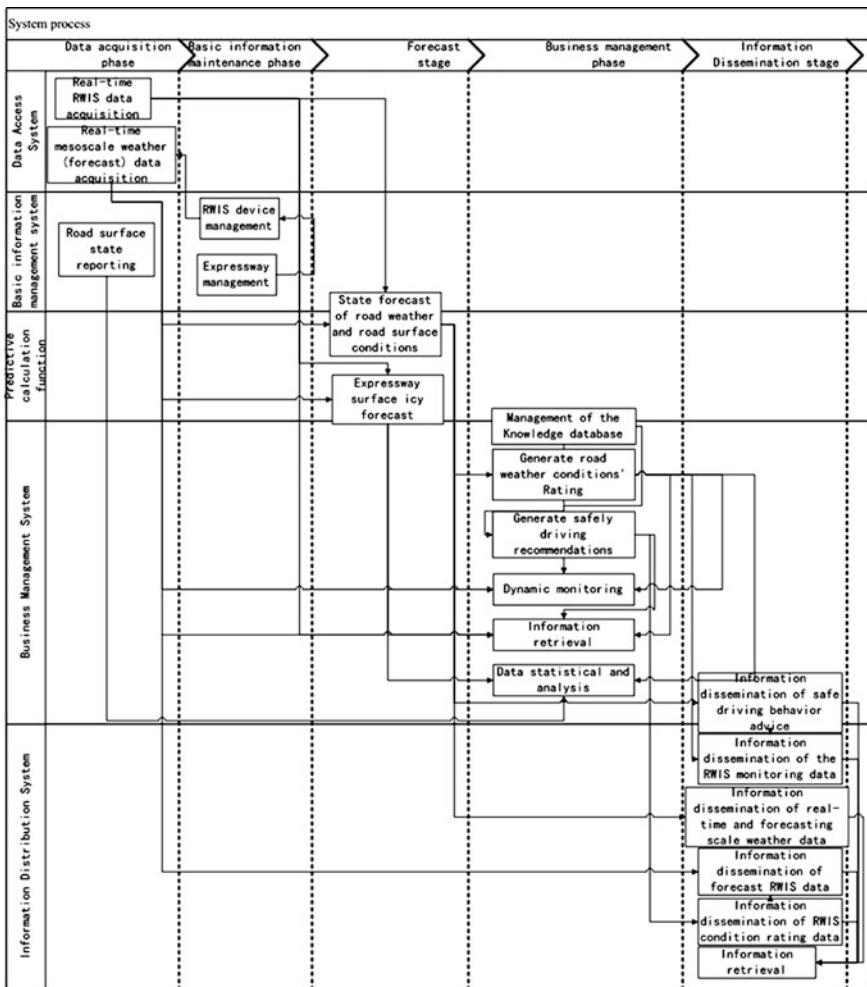 System process
Data acquisition
phase
Basic information
maintenance phase
Forecast
stage
Business management
phase
Information
Dissemination stage
Data Access
System
Real-time
RWIS data
acquisition
Real-time
mesoscale weather
(forecast) data
acquisition
Basic information
management system
Road surface
state
reporting
RWIS device
management
Expressway
management
Predictive
calculation
function
State forecast
of road weather
and road surface
conditions
Expressway
surface icy
forecast
Business Management System
Management of the
Knowledge database
Generate road
weather conditions'
Rating
Generate safely
driving
recommendations
Dynamic monitoring
Information
retrieval
Data statistical and
analysis
Information
dissemination of safe
driving behavior
advice
Information Distribution System
Information
dissemination of the
RWIS monitoring data
Information
dissemination of real-
time and forecasting
scale weather data
Information
dissemination of
forecast RWIS data
Information
dissemination of RWIS
condition rating data
Information
retrieval